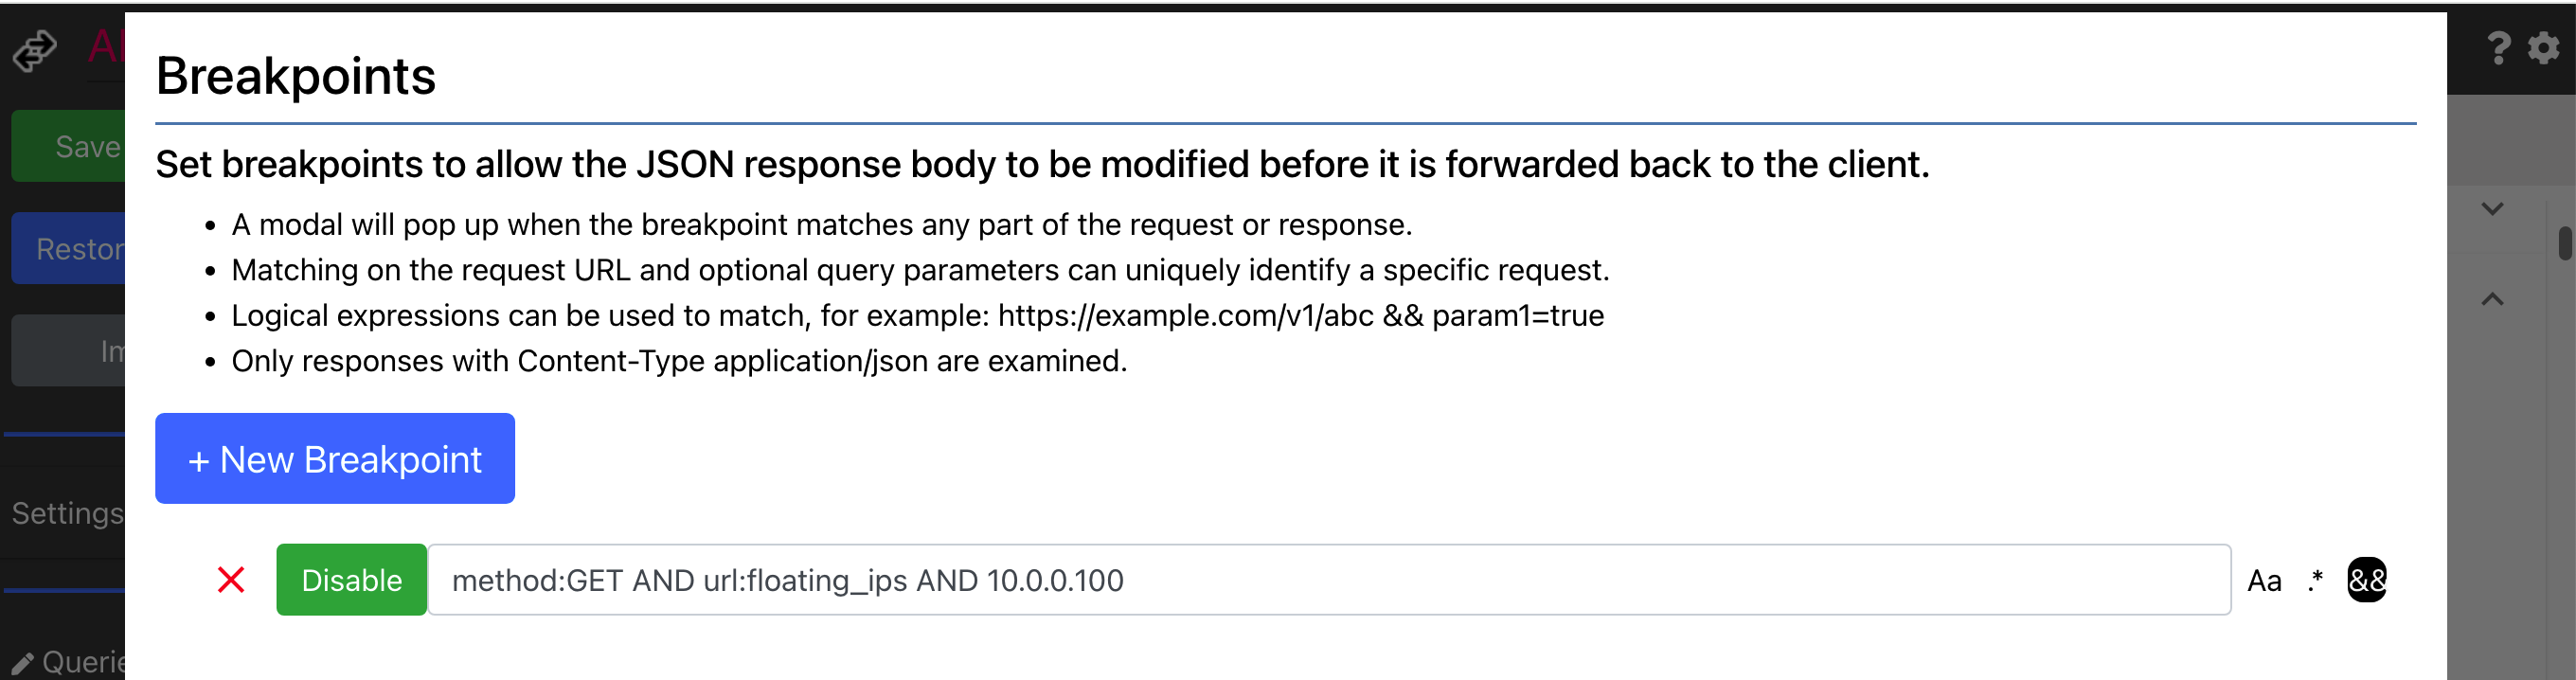 Breakpoints
Save
Set breakpoints to allow the JSON response body to be modified before it is forwarded back to the client.
• A modal will pop up when the breakpoint matches any part of the request or response.
Restor
• Matching on the request URL and optional query parameters can uniquely identify a specific request.
• Logical expressions can be used to match, for example: https://example.com/v1/abc && param1=true
• Only responses with Content-Type application/json are examined.
+ New Breakpoint
Settings
Disable method:GET AND url:floating_ips AND 10.0.0.100 Aa .* &&
Querie